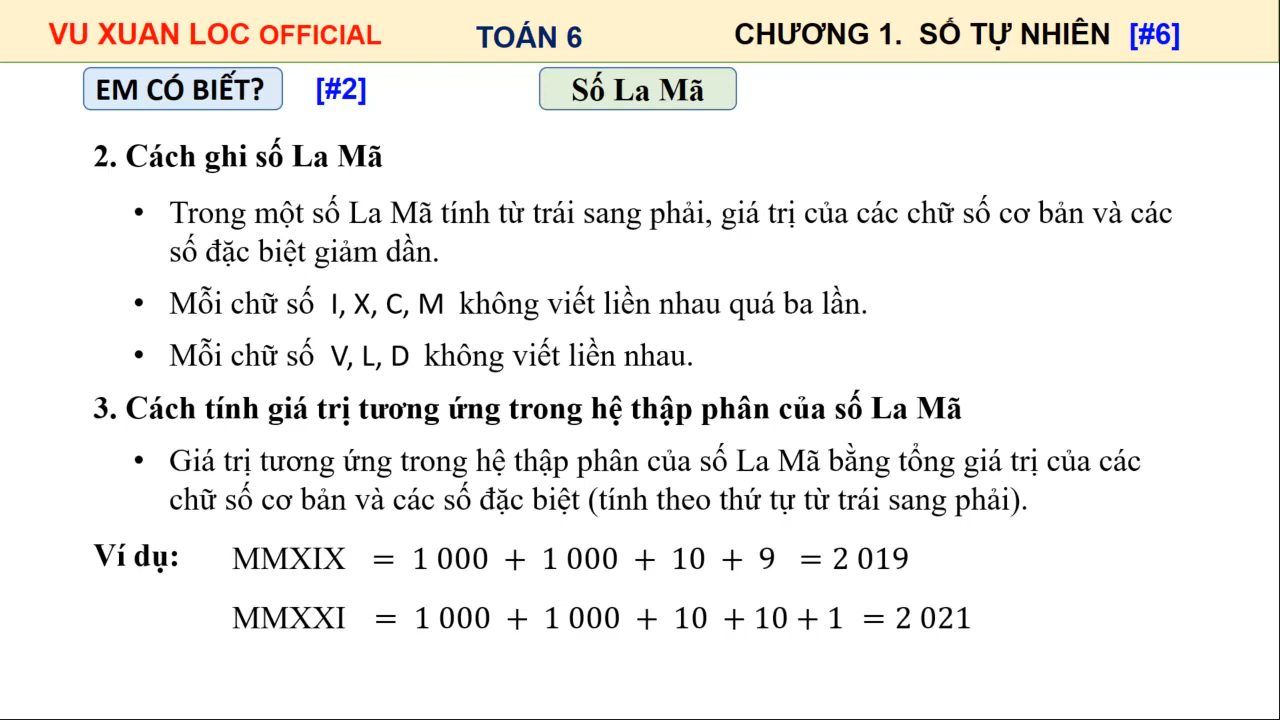 VU XUAN LOC OFFICIAL TOÁN 6 CHƯƠNG 1. SỐ TỰ NHIÊN [#6]
EM CÓ BIẾT? [#2] Số La Mã
2. Cách ghi số La Mã
• Trong một số La Mã tính từ trái sang phải, giá trị của các chữ số cơ bản và các
số đặc biệt giảm dần.
• Mỗi chữ số I, X, C, M không viết liền nhau quá ba lần.
• Mỗi chữ số V, L, D không viết liền nhau.
3. Cách tính giá trị tương ứng trong hệ thập phân của số La Mã
• Giá trị tương ứng trong hệ thập phân của số La Mã bằng tổng giá trị của các
chữ số cơ bản và các số đặc biệt (tính theo thứ tự từ trái sang phải).
Ví dụ: MMXIX = 1 000 + 1 000 + 10 + 9 = 2 019
MMXXI = 1 000 + 1 000 + 10 + 10 + 1 = 2 021